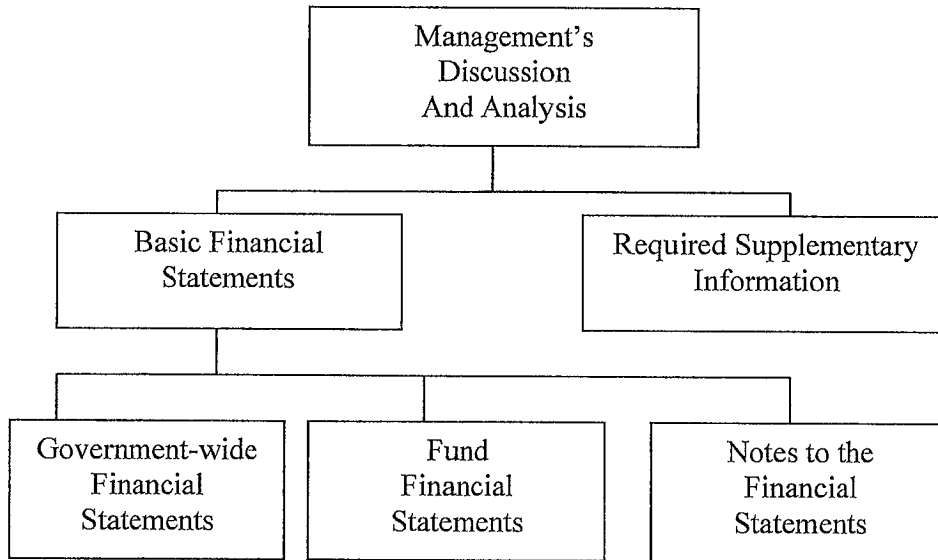 Management's
Discussion
And Analysis
Basic Financial
Statements
Required Supplementary
Information
Government-wide
Financial
Statements
Fund
Financial
Statements
Notes to the
Financial
Statements